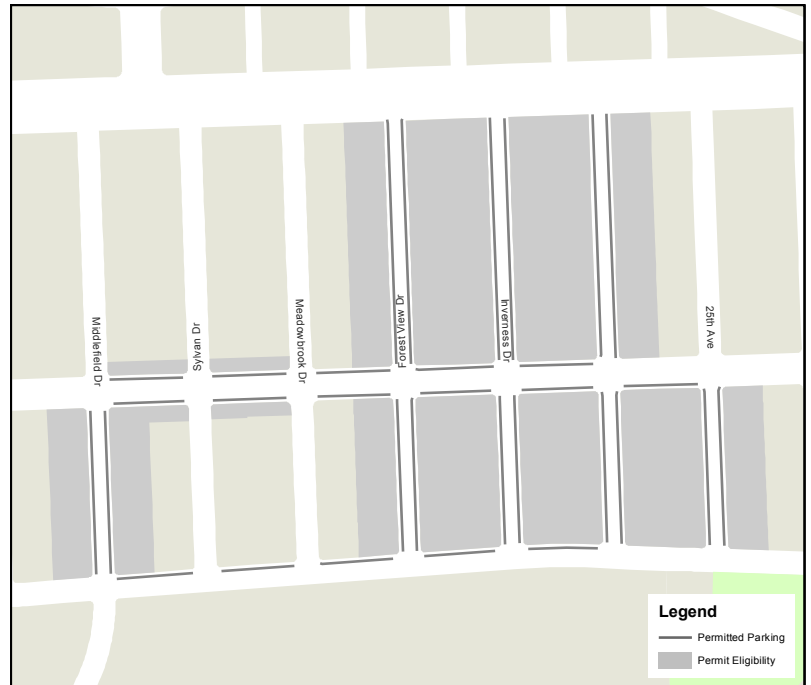 Middlefield Dr
Sylvan Dr
Meadowbrook Dr
Forest View Dr
Inverness Dr
25th Ave
Legend
Permitted Parking
Permit Eligibility